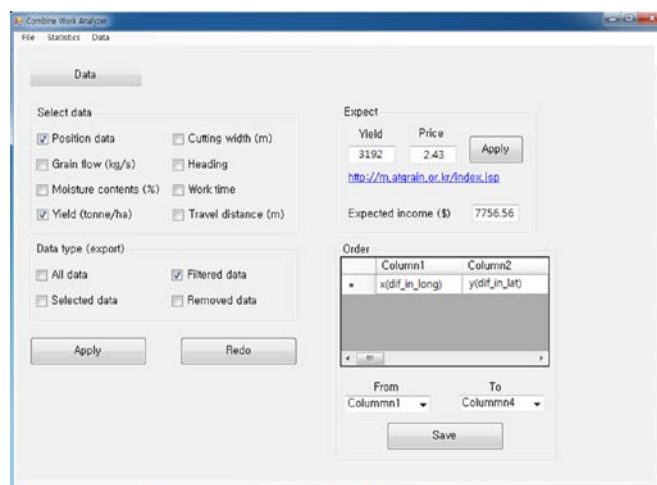 Combine Work Analyzer
File Statistics Data
Data
Select data
Position data
Cutting width (m)
Grain flow (kg/s)
Heading
Moisture contents (%)
Work time
Yield (tonne/ha)
Travel distance (m)
Data type (export)
All data
Filtered data
Selected data
Removed data
Apply
Redo
Expect
Yield Price
3192 2.43 Apply
http://m.atgrain.or.kr/index.jsp
Expected income ($) 7756.56
Order
Column1 Column2
x(dif_in_long) y(dif_in_lat)
From To
Colummn1 Colummn4
Save